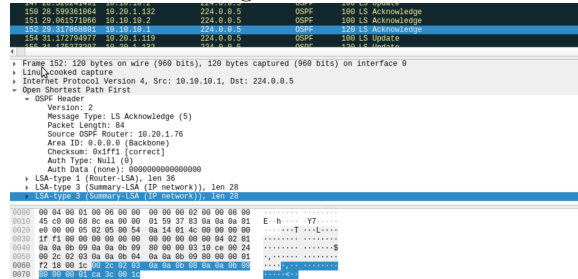 150 28.599361064 10.20.1.132 224.0.0.5 OSPF 100 LS Acknowledge
151 29.061571066 10.10.10.2 224.0.0.5 OSPF 100 LS Acknowledge
152 29.317868801 10.10.10.1 224.0.0.5 OSPF 120 LS Acknowledge
154 31.172794977 10.20.1.119 224.0.0.5 OSPF 100 LS Update
Frame 152: 120 bytes on wire (960 bits), 120 bytes captured (960 bits) on interface 0
Linux cooked capture
Internet Protocol Version 4, Src: 10.10.10.1, Dst: 224.0.0.5
Open Shortest Path First
OSPF Header
Version: 2
Message Type: LS Acknowledge (5)
Packet Length: 84
Source OSPF Router: 10.20.1.76
Area ID: 0.0.0.0 (Backbone)
Checksum: 0x1ff1 [correct]
Auth Type: Null (0)
Auth Data (none): 0000000000000000
LSA-type 1 (Router-LSA), len 36
LSA-type 3 (Summary-LSA (IP network)), len 28
LSA-type 3 (Summary-LSA (IP network)), len 28
0000 00 04 00 01 00 06 00 00 00 00 00 00 02 00 08 00
0010 45 c0 00 68 8c ea 00 00 01 59 37 83 0a 0a 0a 01 E··h···· ·Y7·····
0020 e0 00 00 05 02 05 00 54 0a 14 01 4c 00 00 00 00
0030 1f f1 00 00 00 00 00 00 00 00 00 00 04 02 01
0040 0a 0a 0b 09 0a 0a 0b 09 80 00 00 03 10 ce 00 24
0050 00 2c 02 03 0a 0a 0b 04 0a 0a 0b 09 80 00 00 01
0060 f2 18 00 1c 00 2c 02 03 0a 0a 0b 08 0a 0a 0b 09
0070 80 00 00 01 ca 3c 00 1c